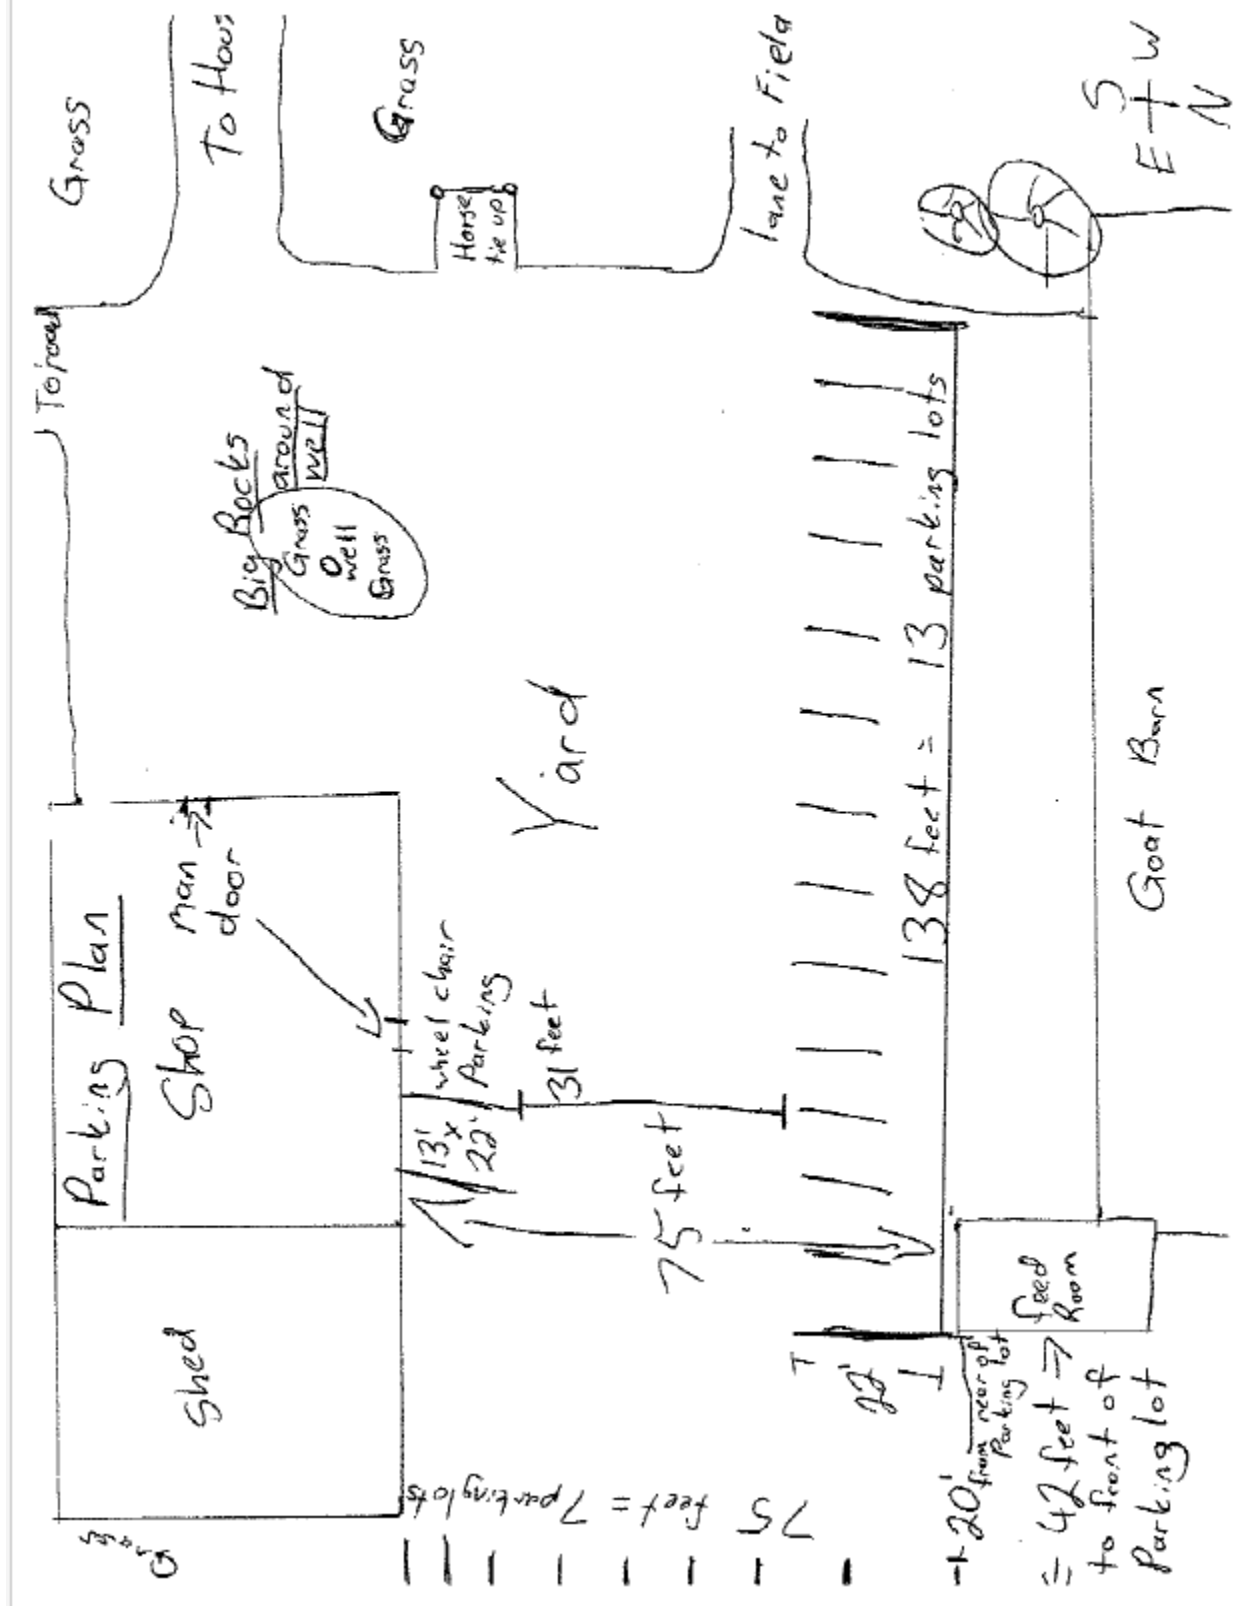 Parking Plan
Shed
Shop
man
door
Grass
To road
To Hous
Grass
Grass
Big Rocks
around
well
Grass
well
Grass
Horse
tie up
lane to Field
S
E W
N
Yard
wheel chair
Parking
13'
x
22'
31 feet
75 feet
138 feet = 13 parking lots
Goat Barn
feed
Room
22'
75 feet = 7 parking lots
20' from rear of
Parking lot
= 42 feet
to front of
Parking lot